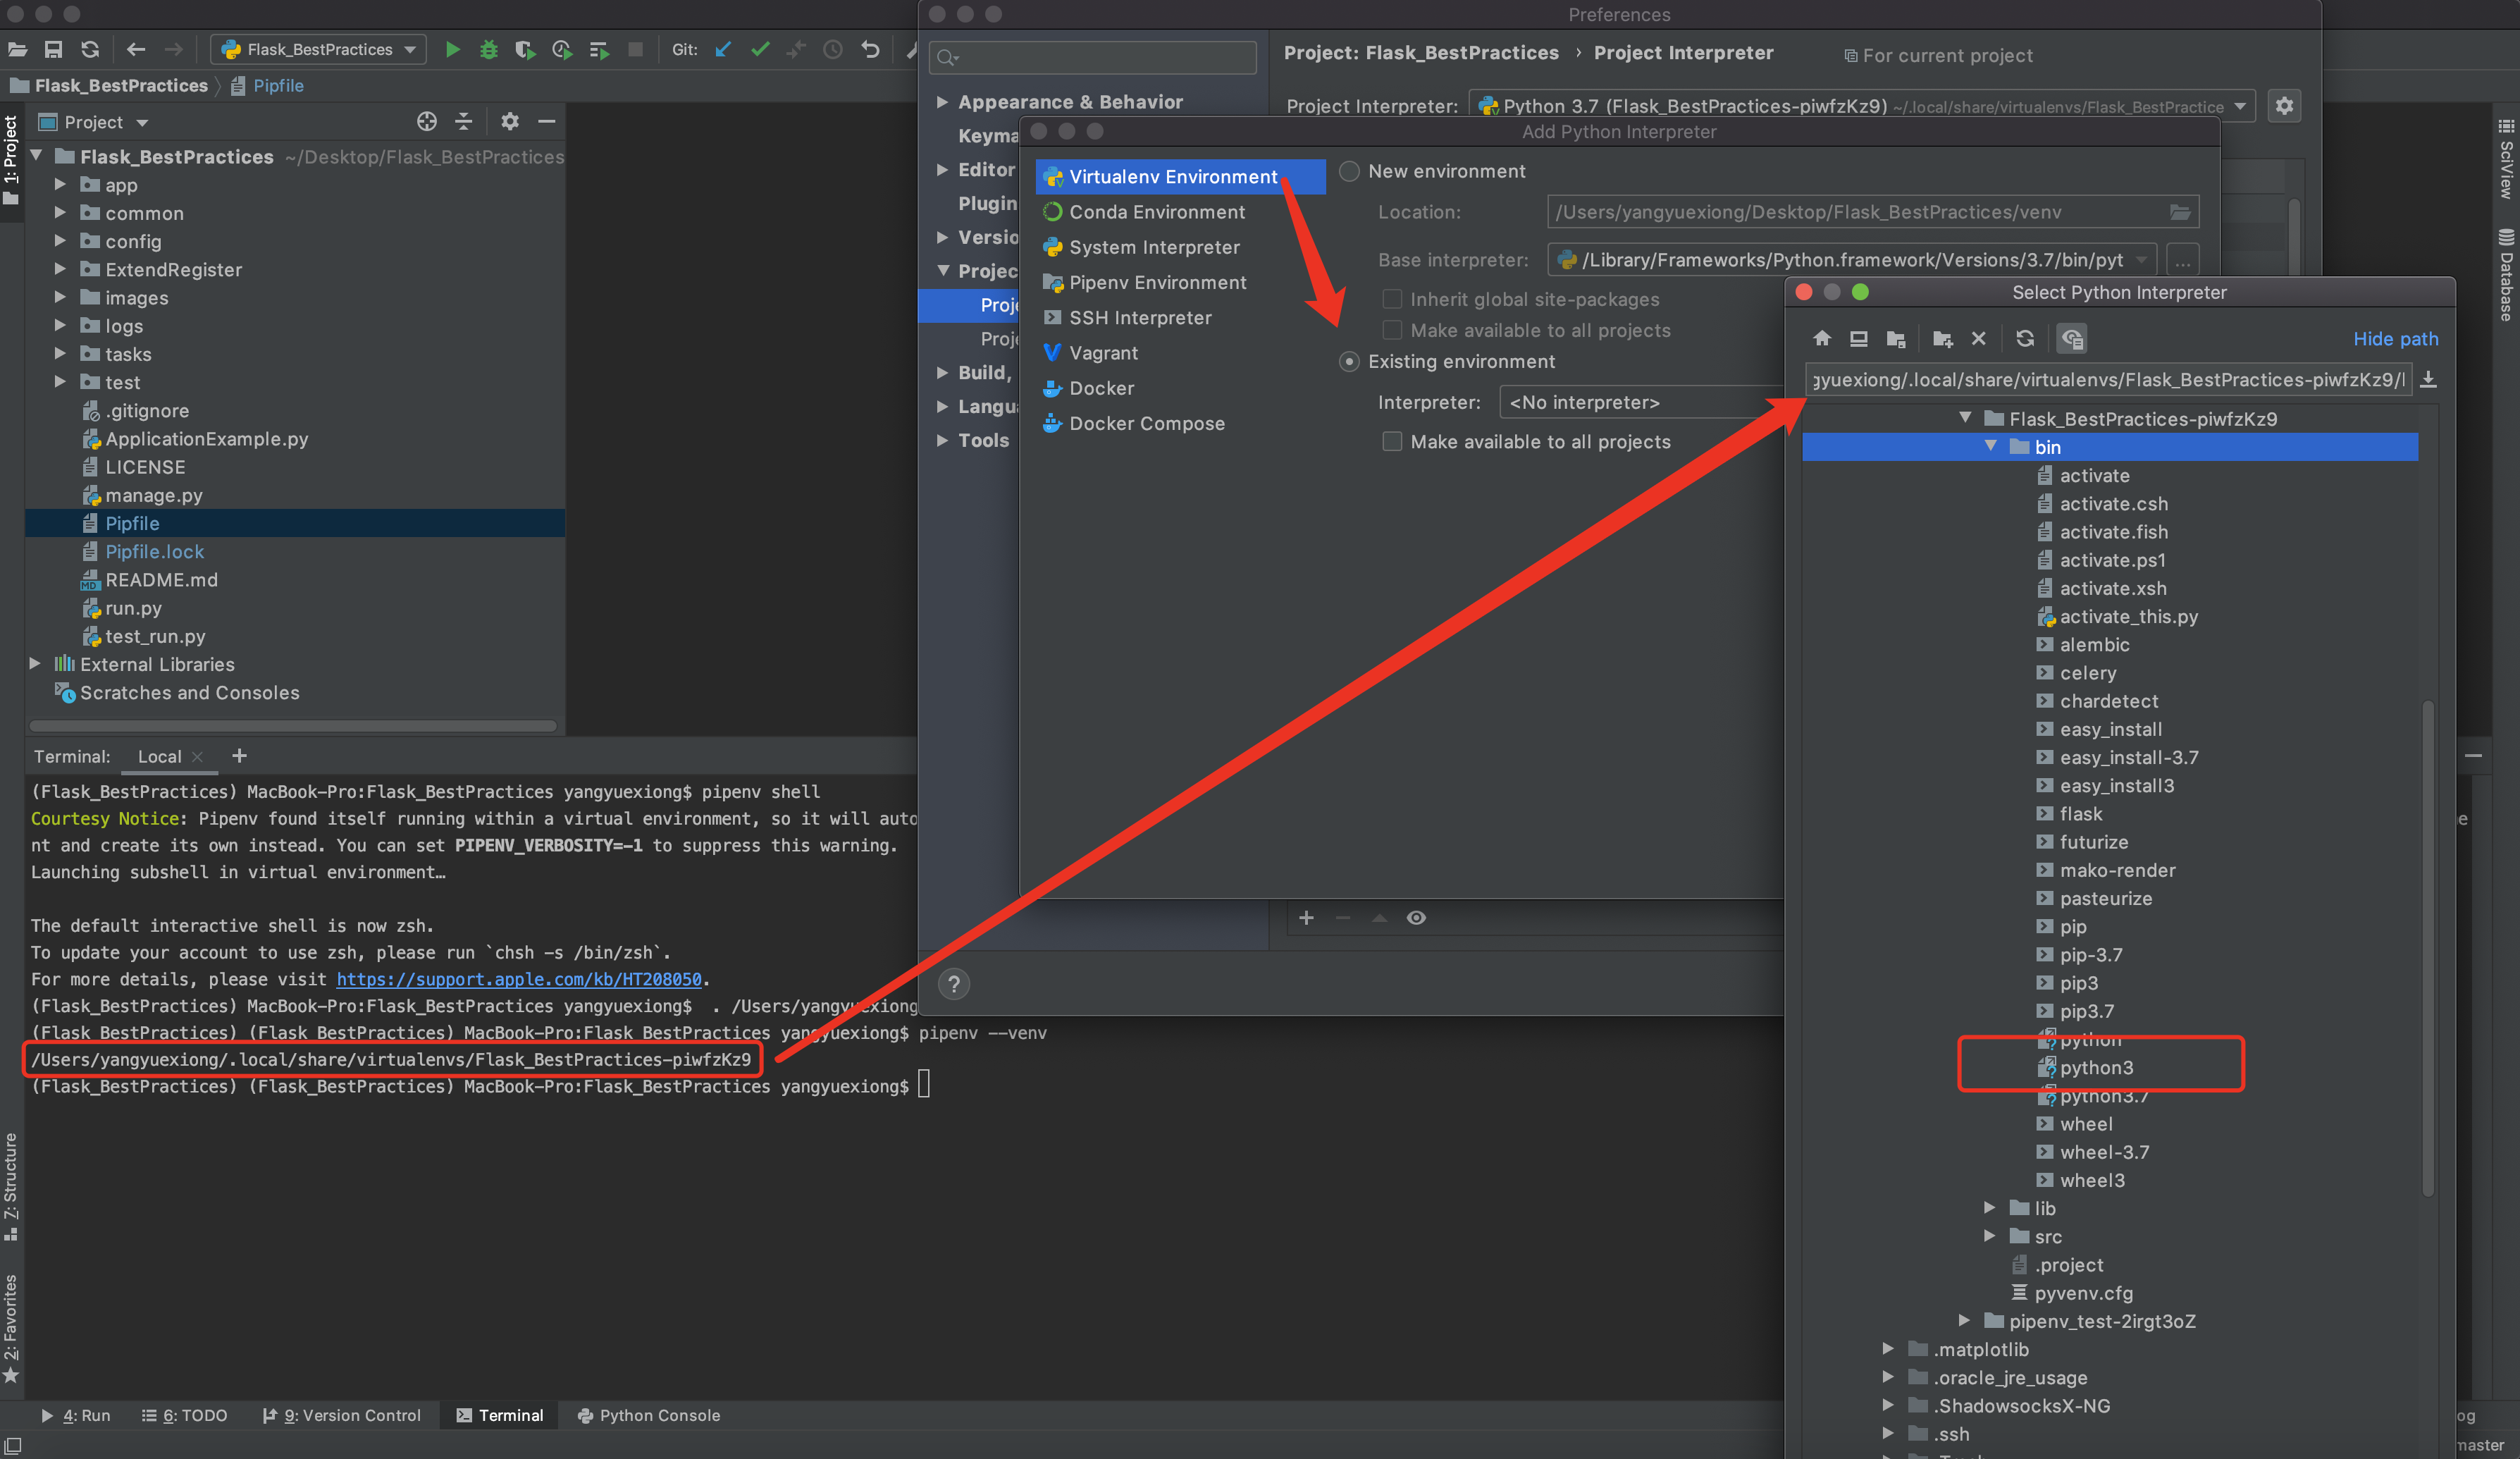 Flask_BestPractices
Git:
Flask_BestPractices
Pipfile
1: Project
Project
Flask_BestPractices ~/Desktop/Flask_BestPractices
app
common
config
ExtendRegister
images
logs
tasks
test
.gitignore
ApplicationExample.py
LICENSE
manage.py
Pipfile
Pipfile.lock
README.md
run.py
test_run.py
External Libraries
Scratches and Consoles
Preferences
Appearance & Behavior
Keyma
Editor
Plugin
Versio
Projec
Proje
Proje
Build,
Langua
Tools
Project: Flask_BestPractices › Project Interpreter
For current project
Project Interpreter:
Python 3.7 (Flask_BestPractices-piwfzKz9) ~/.local/share/virtualenvs/Flask_BestPractice
Add Python Interpreter
Virtualenv Environment
Conda Environment
System Interpreter
Pipenv Environment
SSH Interpreter
Vagrant
Docker
Docker Compose
New environment
Location:
/Users/yangyuexiong/Desktop/Flask_BestPractices/venv
Base interpreter:
/Library/Frameworks/Python.framework/Versions/3.7/bin/pyt
...
Inherit global site-packages
Make available to all projects
Existing environment
Interpreter:
<No interpreter>
Make available to all projects
Select Python Interpreter
Hide path
gyuexiong/.local/share/virtualenvs/Flask_BestPractices-piwfzKz9/
Flask_BestPractices-piwfzKz9
bin
activate
activate.csh
activate.fish
activate.ps1
activate.xsh
activate_this.py
alembic
celery
chardetect
easy_install
easy_install-3.7
easy_install3
flask
futurize
mako-render
pasteurize
pip
pip-3.7
pip3
pip3.7
python
python3
python3.7
wheel
wheel-3.7
wheel3
lib
src
.project
pyvenv.cfg
pipenv_test-2irgt3oZ
.matplotlib
.oracle_jre_usage
.ShadowsocksX-NG
.ssh
SciView
Database
Terminal: Local
(Flask_BestPractices) MacBook-Pro:Flask_BestPractices yangyuexiong$ pipenv shell
Courtesy Notice: Pipenv found itself running within a virtual environment, so it will auto
nt and create its own instead. You can set PIPENV_VERBOSITY=-1 to suppress this warning.
Launching subshell in virtual environment…
The default interactive shell is now zsh.
To update your account to use zsh, please run `chsh -s /bin/zsh`.
For more details, please visit https://support.apple.com/kb/HT208050.
(Flask_BestPractices) MacBook-Pro:Flask_BestPractices yangyuexiong$  . /Users/yangyuexiong
(Flask_BestPractices) (Flask_BestPractices) MacBook-Pro:Flask_BestPractices yangyuexiong$ pipenv --venv
/Users/yangyuexiong/.local/share/virtualenvs/Flask_BestPractices-piwfzKz9
(Flask_BestPractices) (Flask_BestPractices) MacBook-Pro:Flask_BestPractices yangyuexiong$
?
Z: Structure
2: Favorites
4: Run
6: TODO
9: Version Control
Terminal
Python Console
og
master